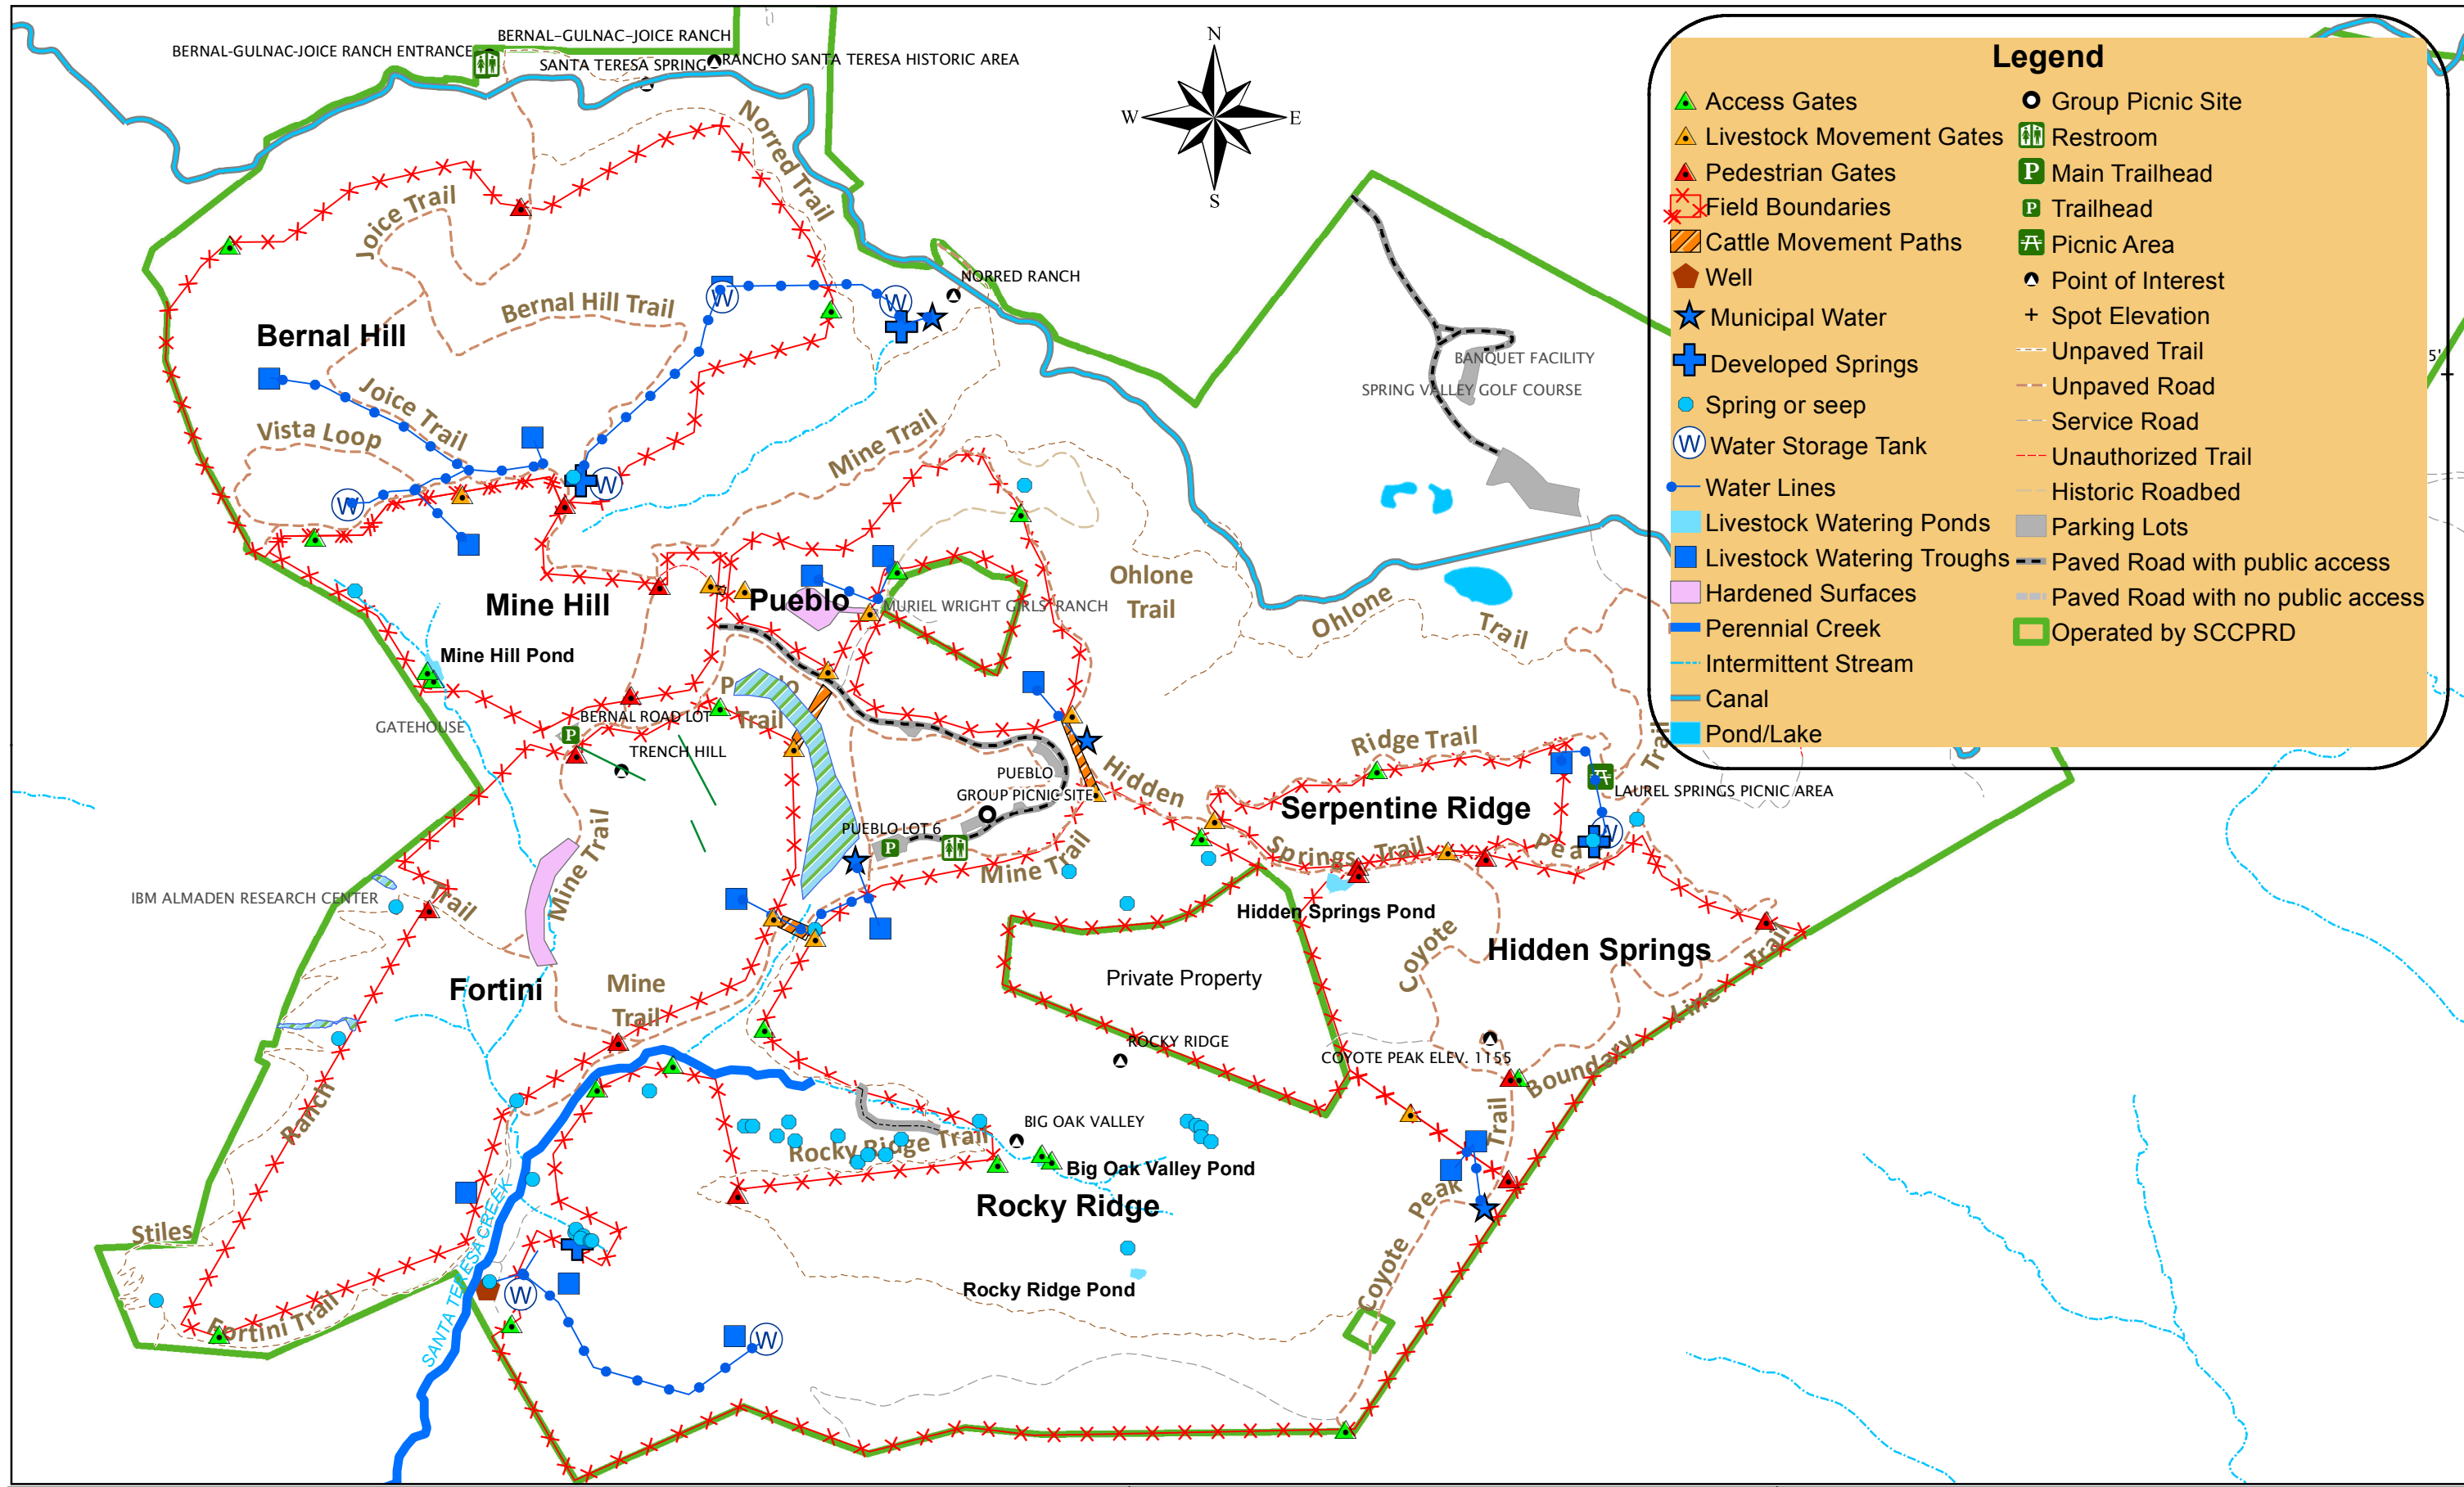 BERNAL-GULNAC-JOICE RANCH
BERNAL-GULNAC-JOICE RANCH ENTRANCE
SANTA TERESA SPRING
RANCHO SANTA TERESA HISTORIC AREA
N
W
E
S
Norred Trail
Joice Trail
NORRED RANCH
Bernal Hill Trail
Bernal Hill
BANQUET FACILITY
SPRING VALLEY GOLF COURSE
Joice Trail
Vista Loop
Mine Trail
W
W
W
W
Ohlone
Trail
Mine Hill
Pueblo
MURIEL WRIGHT GIRLS' RANCH
Ohlone
Trail
Mine Hill Pond
GATEHOUSE
BERNAL ROAD LOT
P
Trail
TRENCH HILL
Hidden
Ridge Trail
Trail
PUEBLO
GROUP PICNIC SITE
Serpentine Ridge
LAUREL SPRINGS PICNIC AREA
W
PUEBLO LOT 6
P
Mine Trail
Springs Trail
Mine Trail
IBM ALMADEN RESEARCH CENTER
Trail
Hidden Springs Pond
Coyote
Peak
Hidden Springs
Trail
Private Property
Fortini
Mine
Trail
Line
ROCKY RIDGE
COYOTE PEAK ELEV. 1155
Boundary
Ranch
BIG OAK VALLEY
Rocky Ridge Trail
Trail
Big Oak Valley Pond
Rocky Ridge
Peak
Stiles
SANTA TERESA CREEK
Coyote
Rocky Ridge Pond
W
W
Fortini Trail
Legend
Access Gates
Livestock Movement Gates
Pedestrian Gates
Field Boundaries
Cattle Movement Paths
Well
Municipal Water
Developed Springs
Spring or seep
W Water Storage Tank
Water Lines
Livestock Watering Ponds
Livestock Watering Troughs
Hardened Surfaces
Perennial Creek
Intermittent Stream
Canal
Pond/Lake
Group Picnic Site
Restroom
P Main Trailhead
P Trailhead
Picnic Area
Point of Interest
Spot Elevation
Unpaved Trail
Unpaved Road
Service Road
Unauthorized Trail
Historic Roadbed
Parking Lots
Paved Road with public access
Paved Road with no public access
Operated by SCCPRD
5'